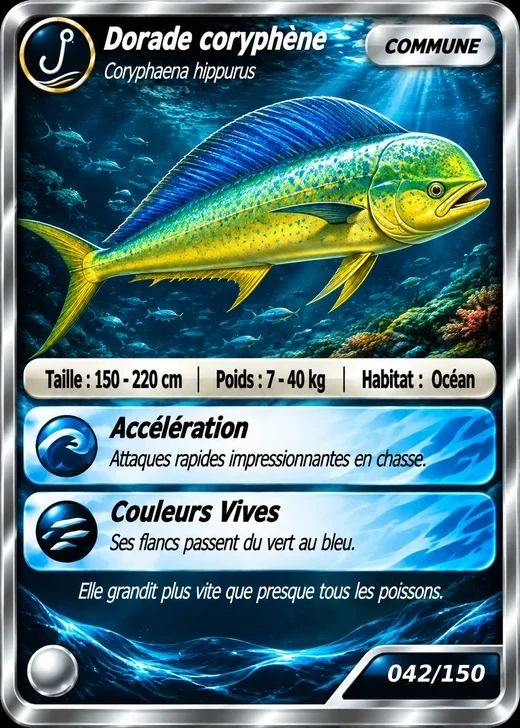 Dorade coryphène
COMMUNE
Coryphaena hippurus
Taille : 150 - 220 cm | Poids : 7 - 40 kg | Habitat : Océan
Accélération
Attaques rapides impressionnantes en chasse.
Couleurs Vives
Ses flancs passent du vert au bleu.
Elle grandit plus vite que presque tous les poissons.
042/150